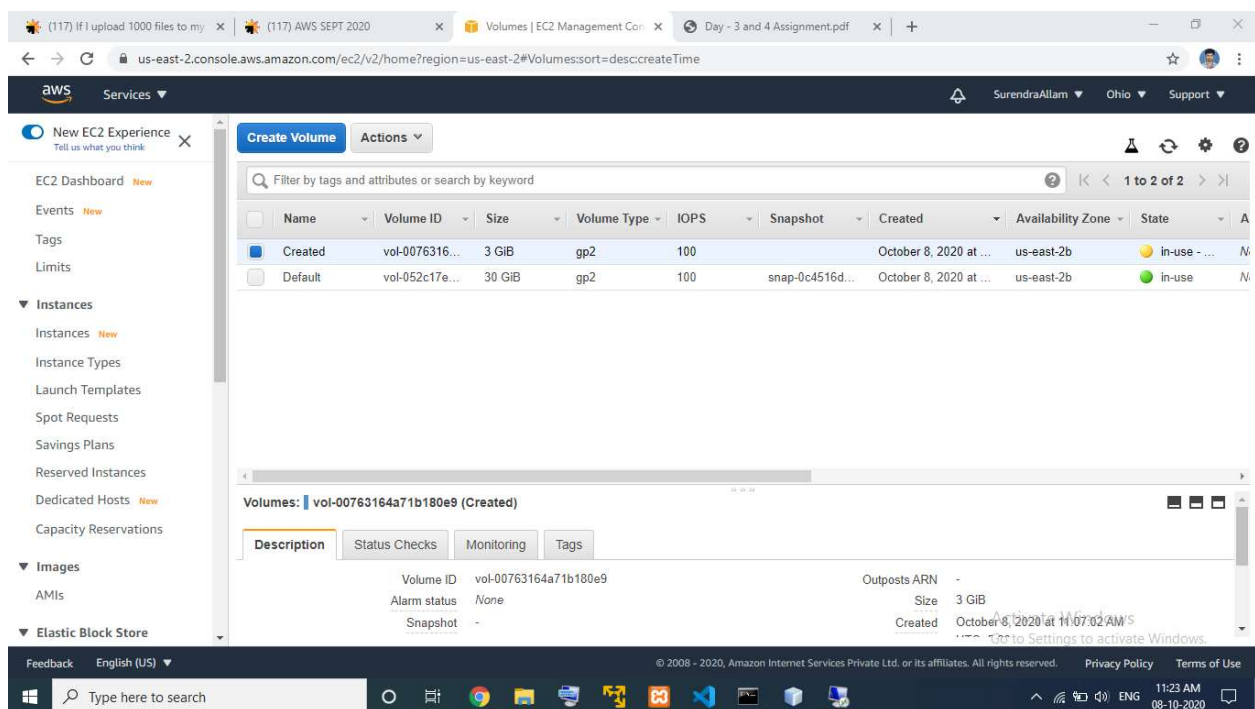 (117) If I upload 1000 files to my
(117) AWS SEPT 2020
Volumes | EC2 Management Con
Day - 3 and 4 Assignment.pdf
us-east-2.console.aws.amazon.com/ec2/v2/home?region=us-east-2#Volumes:sort=desc:createTime
aws Services SurendraAllam Ohio Support
New EC2 Experience
Tell us what you think
EC2 Dashboard New
Events New
Tags
Limits
Instances
Instances New
Instance Types
Launch Templates
Spot Requests
Savings Plans
Reserved Instances
Dedicated Hosts New
Capacity Reservations
Images
AMIs
Elastic Block Store
Create Volume Actions
Filter by tags and attributes or search by keyword 1 to 2 of 2
Name Volume ID Size Volume Type IOPS Snapshot Created Availability Zone State A
Created vol-0076316... 3 GiB gp2 100 October 8, 2020 at ... us-east-2b in-use - ...
Default vol-052c17e... 30 GiB gp2 100 snap-0c4516d... October 8, 2020 at ... us-east-2b in-use
Volumes: vol-00763164a71b180e9 (Created)
Description Status Checks Monitoring Tags
Volume ID vol-00763164a71b180e9 Outposts ARN -
Alarm status None Size 3 GiB
Snapshot - Created October 8, 2020 at 11:07:02 AM
Activate Windows
Go to Settings to activate Windows.
Feedback English (US) © 2008 - 2020, Amazon Internet Services Private Ltd. or its affiliates. All rights reserved. Privacy Policy Terms of Use
Type here to search ENG 11:23 AM
08-10-2020